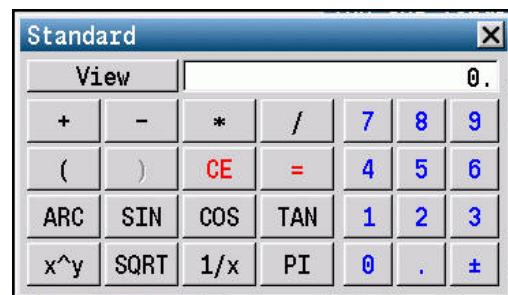 Standard
View 0.
+ - * / 7 8 9
( ) CE = 4 5 6
ARC SIN COS TAN 1 2 3
x^y SQRT 1/x PI 0 . ±